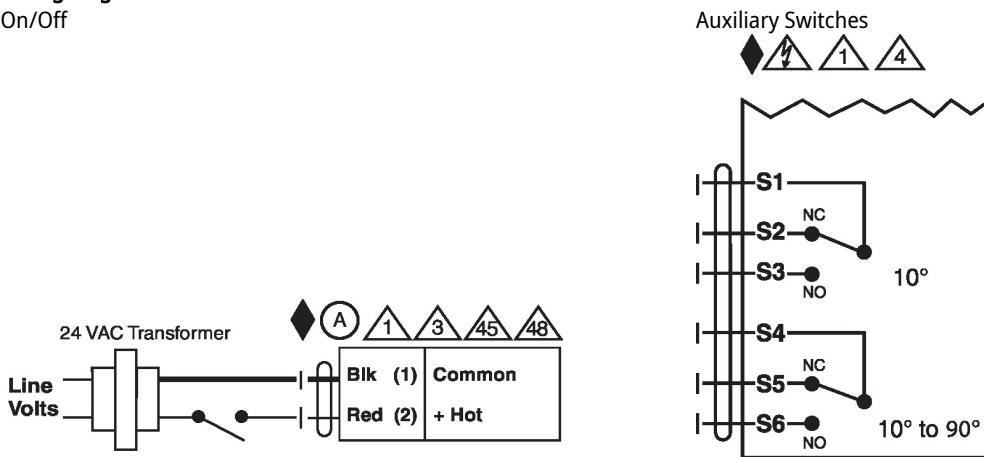 On/Off
24 VAC Transformer
A 1 3 45 48
Line
Volts
Blk (1) Common
Red (2) + Hot
Auxiliary Switches
1 4
S1
NC
S2
S3
NO
10°
S4
NC
S5
S6
NO
10° to 90°